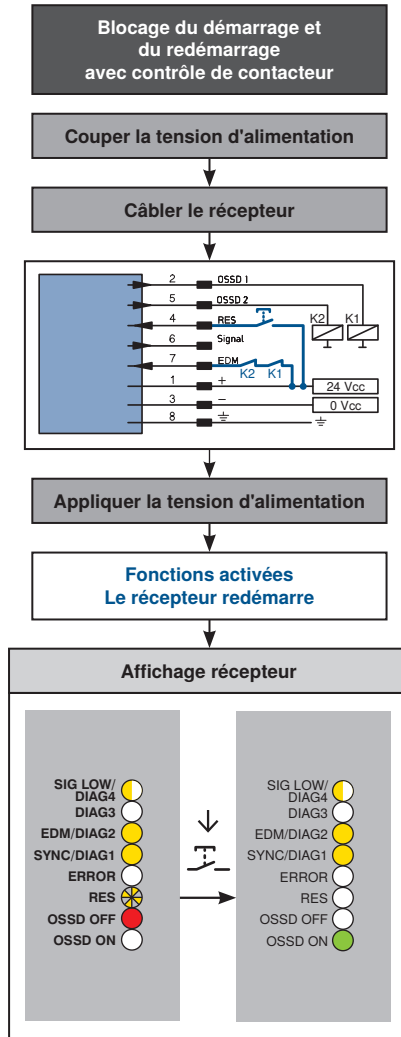 Blocage du démarrage et
du redémarrage
avec contrôle de contacteur
Couper la tension d'alimentation
Câbler le récepteur
2 OSSD 1
5 OSSD 2
4 RES
6 Signal
7 EDM
K2 K1
K2 K1
1 +
24 Vcc
3 –
0 Vcc
8
Appliquer la tension d'alimentation
Fonctions activées
Le récepteur redémarre
Affichage récepteur
SIG LOW/
DIAG4
DIAG3
EDM/DIAG2
SYNC/DIAG1
ERROR
RES
OSSD OFF
OSSD ON
SIG LOW/
DIAG4
DIAG3
EDM/DIAG2
SYNC/DIAG1
ERROR
RES
OSSD OFF
OSSD ON